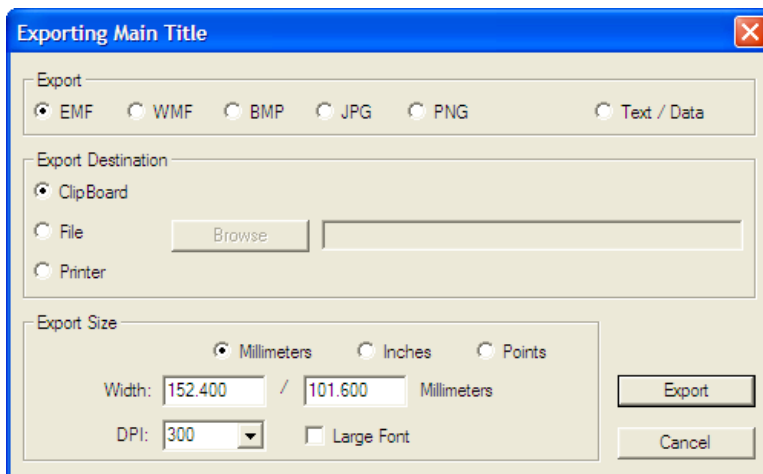 Exporting Main Title
Export
EMF WMF BMP JPG PNG Text / Data
Export Destination
ClipBoard
File Browse
Printer
Export Size
Millimeters Inches Points
Width: 152.400 / 101.600 Millimeters Export
DPI: 300 Large Font Cancel